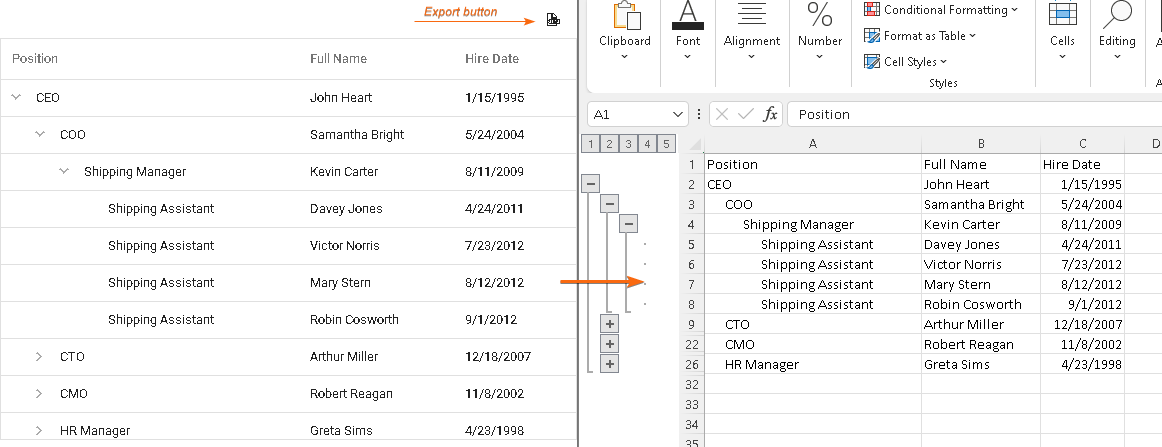 Export button
Position Full Name Hire Date
CEO John Heart 1/15/1995
COO Samantha Bright 5/24/2004
Shipping Manager Kevin Carter 8/11/2009
Shipping Assistant Davey Jones 4/24/2011
Shipping Assistant Victor Norris 7/23/2012
Shipping Assistant Mary Stern 8/12/2012
Shipping Assistant Robin Cosworth 9/1/2012
CTO Arthur Miller 12/18/2007
CMO Robert Reagan 11/8/2002
HR Manager Greta Sims 4/23/1998
Clipboard Font Alignment Number
Conditional Formatting
Format as Table
Cell Styles
Styles
Cells Editing
A1 fx Position
1 2 3 4 5
A B C D
1 Position Full Name Hire Date
2 CEO John Heart 1/15/1995
3 COO Samantha Bright 5/24/2004
4 Shipping Manager Kevin Carter 8/11/2009
5 Shipping Assistant Davey Jones 4/24/2011
6 Shipping Assistant Victor Norris 7/23/2012
7 Shipping Assistant Mary Stern 8/12/2012
8 Shipping Assistant Robin Cosworth 9/1/2012
9 CTO Arthur Miller 12/18/2007
22 CMO Robert Reagan 11/8/2002
26 HR Manager Greta Sims 4/23/1998
32
33
34
35